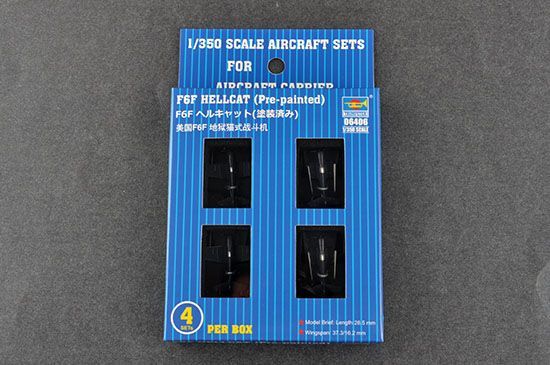 1/350 SCALE AIRCRAFT SETS
FOR
AIRCRAFT CARRIER
F6F HELLCAT (Pre-painted)
F6F ヘルキャット(塗装済み)
美国F6F 地狱猫式战斗机
06406
1/350 SCALE
4
SETs
PER BOX
Model Brief: Length: 28.5 mm
Wingspan: 37.3/16.2 mm